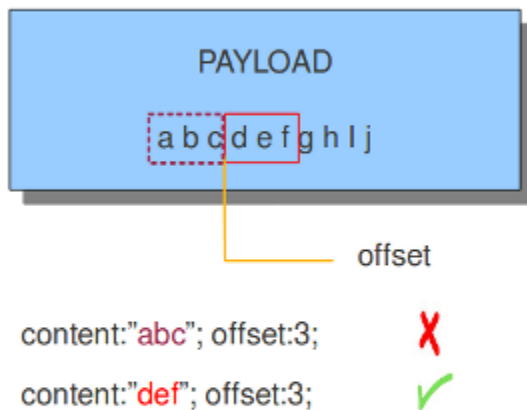 PAYLOAD
a b c d e f g h I j
offset
content:”abc”; offset:3; ✗
content:”def”; offset:3; ✓